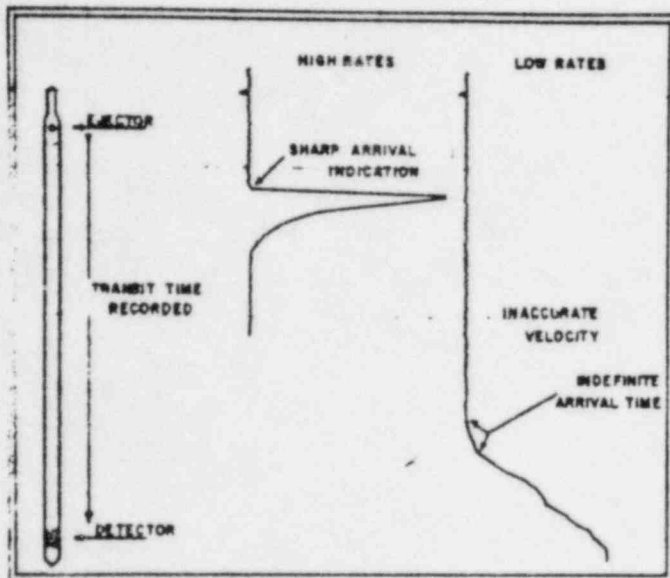 HIGH RATES
LOW RATES
EJECTOR
SHARP ARRIVAL
INDICATION
TRANSIT TIME
RECORDED
INACCURATE
VELOCITY
INDEFINITE
ARRIVAL TIME
DETECTOR